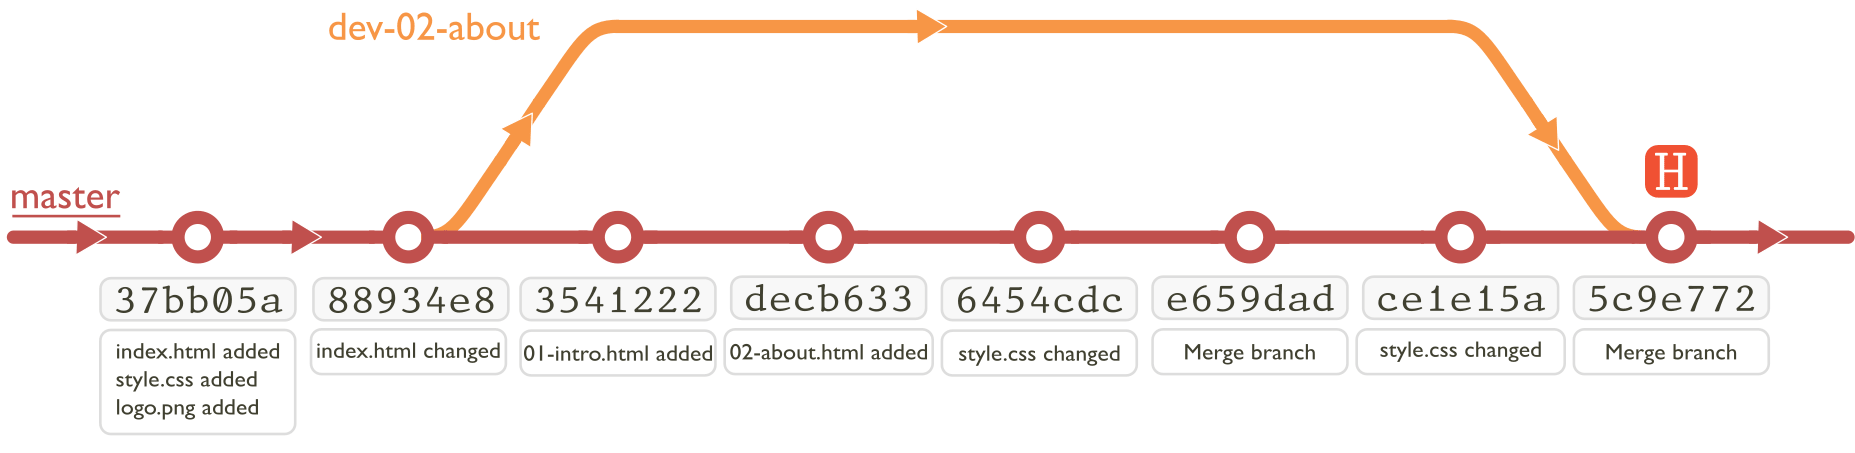 dev-02-about
master
H
37bb05a
88934e8
3541222
decb633
6454cdc
e659dad
ce1e15a
5c9e772
index.html added
style.css added
logo.png added
index.html changed
01-intro.html added
02-about.html added
style.css changed
Merge branch
style.css changed
Merge branch